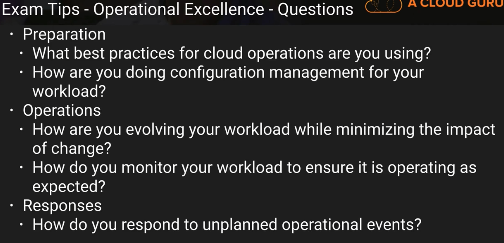 Exam Tips - Operational Excellence - Questions
A CLOUD GURU
• Preparation
• What best practices for cloud operations are you using?
• How are you doing configuration management for your
workload?
• Operations
• How are you evolving your workload while minimizing the impact
of change?
• How do you monitor your workload to ensure it is operating as
expected?
• Responses
• How do you respond to unplanned operational events?